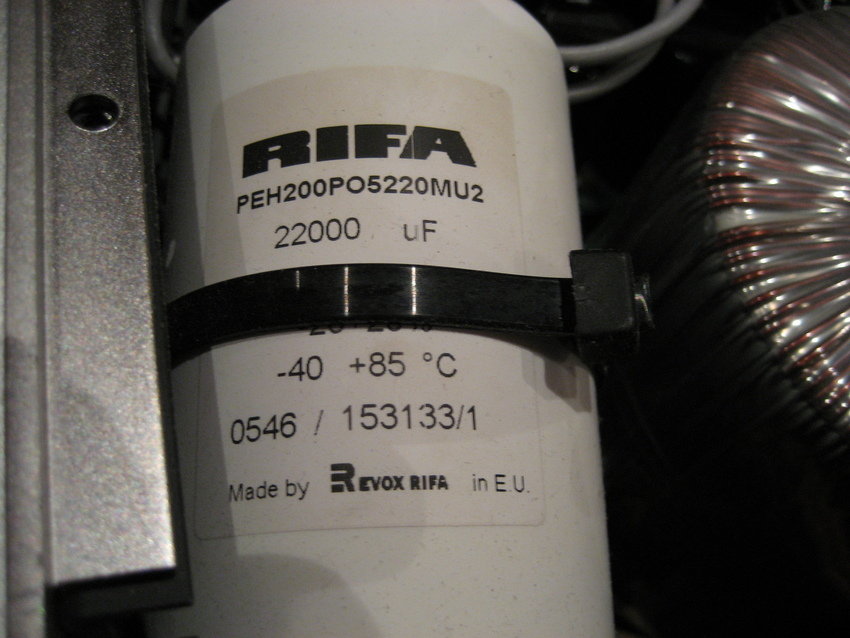 RIFA
PEH200PO5220MU2
22000 uF
-40 +85 °C
0546 / 153133/1
Made by REVOX RIFA in E.U.